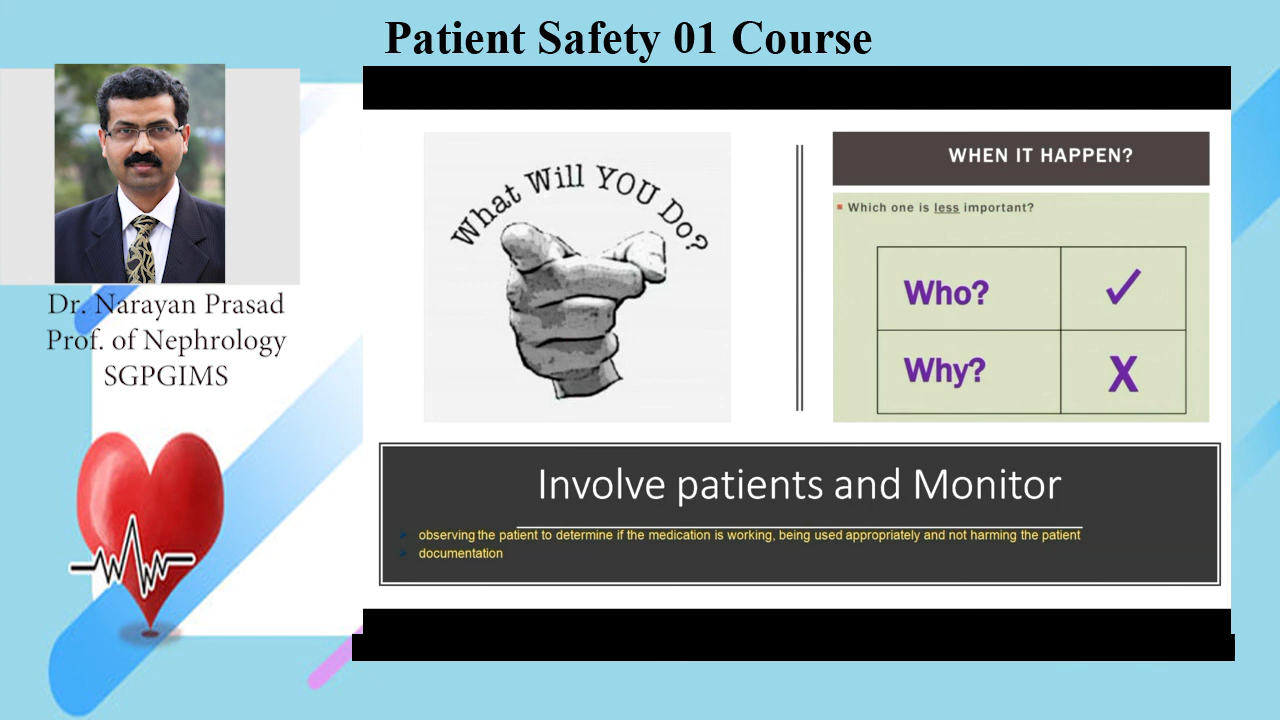 Patient Safety 01 Course
Dr. Narayan Prasad
Prof. of Nephrology
SGPGIMS
What Will YOU Do?
WHEN IT HAPPEN?
Which one is less important?
Who? ✓
Why? X
Involve patients and Monitor
observing the patient to determine if the medication is working, being used appropriately and not harming the patient
documentation